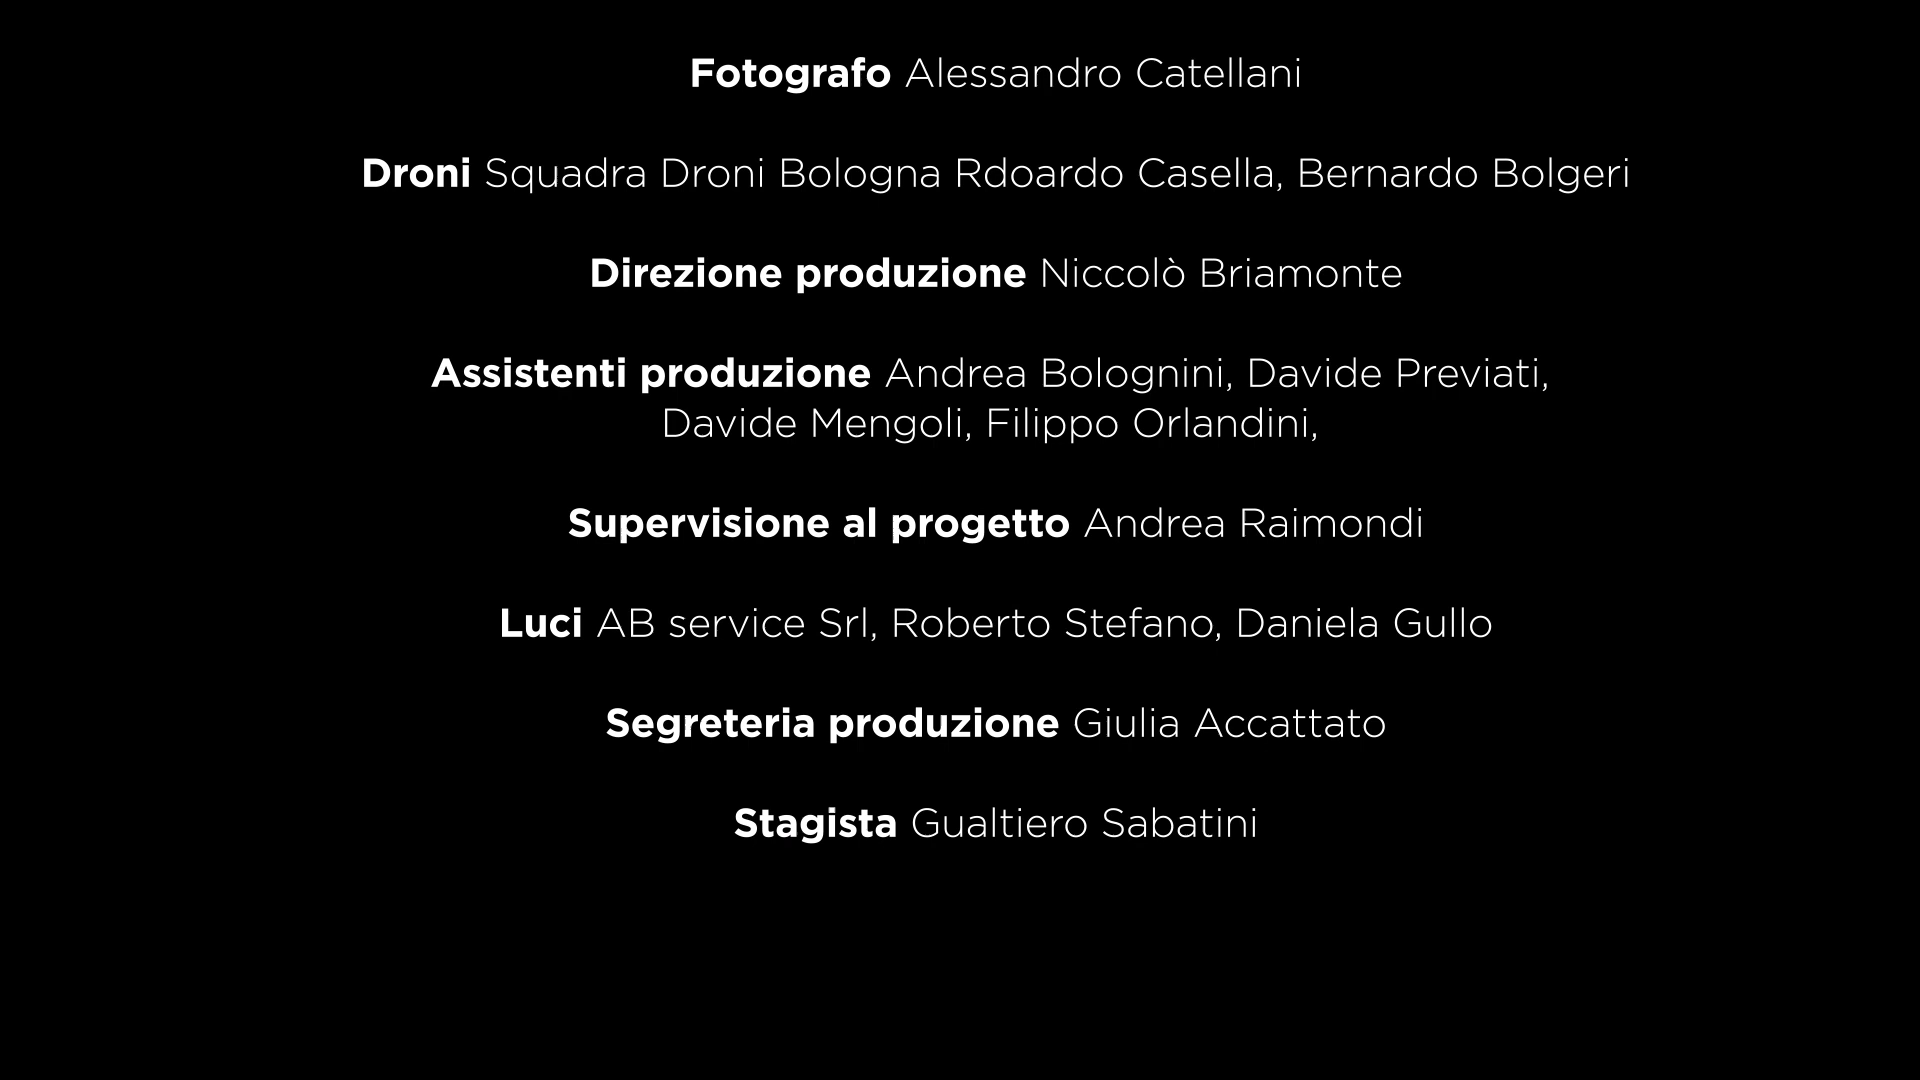 Fotografo Alessandro Catellani
Droni Squadra Droni Bologna Rdoardo Casella, Bernardo Bolgeri
Direzione produzione Niccolò Briamonte
Assistenti produzione Andrea Bolognini, Davide Previati,
Davide Mengoli, Filippo Orlandini,
Supervisione al progetto Andrea Raimondi
Luci AB service Srl, Roberto Stefano, Daniela Gullo
Segreteria produzione Giulia Accattato
Stagista Gualtiero Sabatini